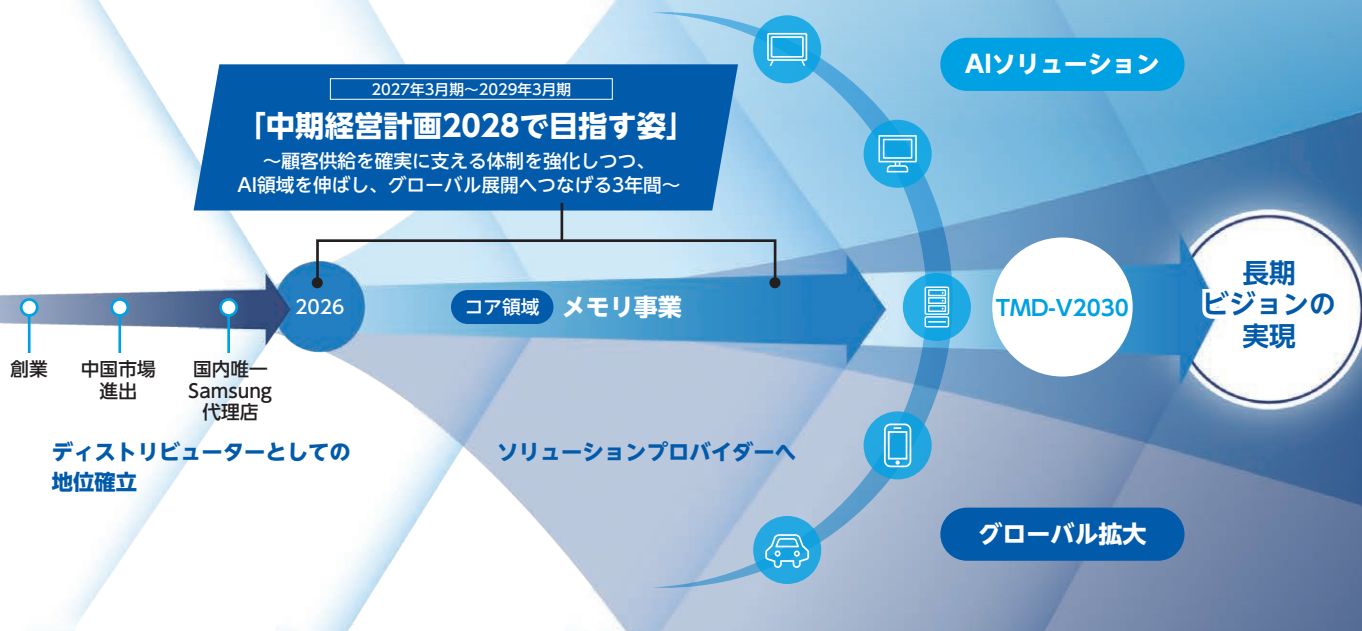 2027年3月期～2029年3月期
「中期経営計画2028で目指す姿」
～顧客供給を確実に支える体制を強化しつつ、
AI領域を伸ばし、グローバル展開へつなげる3年間～
AIソリューション
2026
コア領域 メモリ事業
TMD-V2030
長期
ビジョンの
実現
創業
中国市場
進出
国内唯一
Samsung
代理店
ディストリビューターとしての
地位確立
ソリューションプロバイダーへ
グローバル拡大